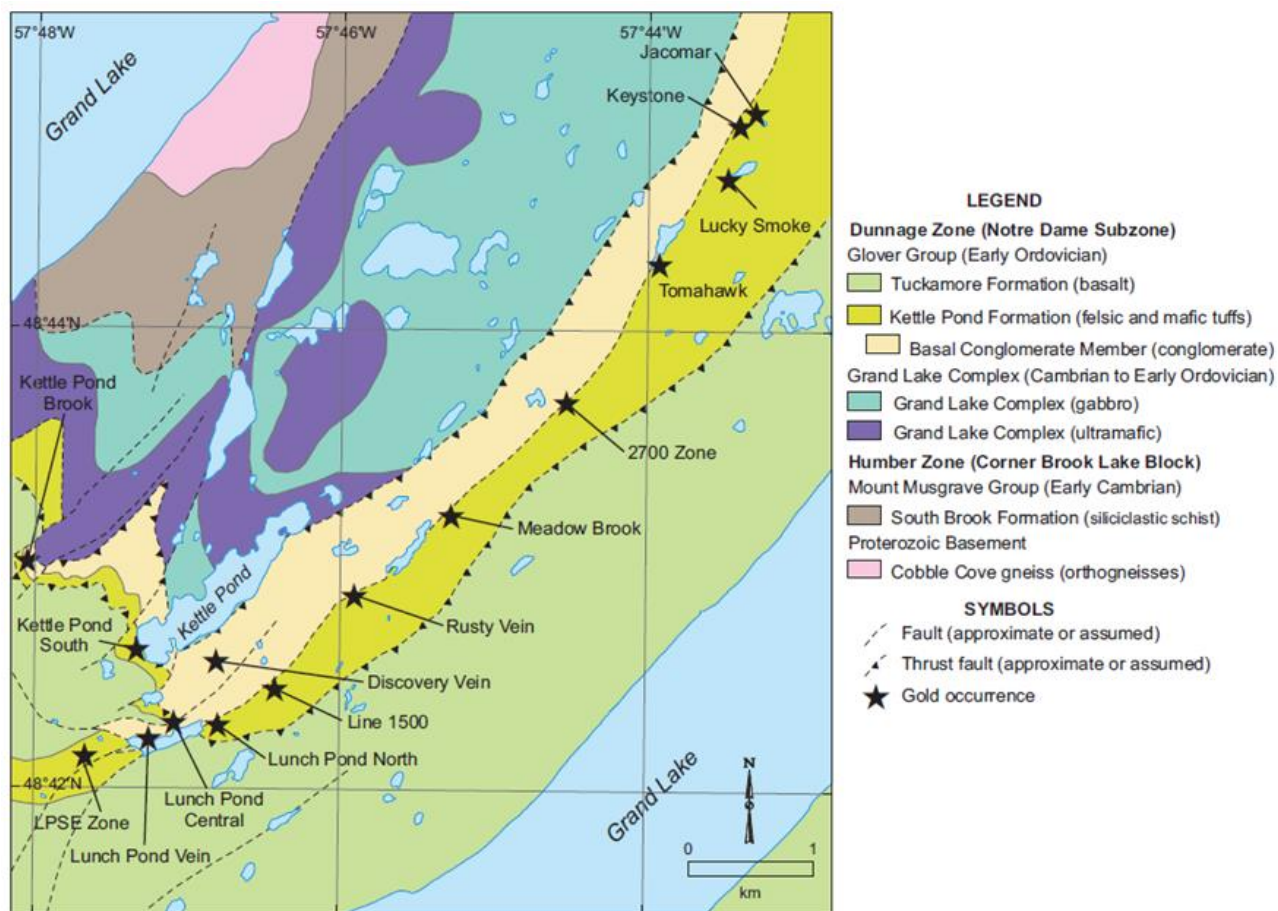 57°48'W
57°46'W
57°44'W
Jacomar
Keystone
Grand Lake
Lucky Smoke
Tomahawk
48°44'N
Kettle Pond
Brook
2700 Zone
Meadow Brook
Kettle Pond
Kettle Pond
South
Rusty Vein
Discovery Vein
Line 1500
Lunch Pond North
48°42'N
LPSE Zone
Lunch Pond
Central
Lunch Pond Vein
Grand Lake
N
S
0 1
km
LEGEND
Dunnage Zone (Notre Dame Subzone)
Glover Group (Early Ordovician)
Tuckamore Formation (basalt)
Kettle Pond Formation (felsic and mafic tuffs)
Basal Conglomerate Member (conglomerate)
Grand Lake Complex (Cambrian to Early Ordovician)
Grand Lake Complex (gabbro)
Grand Lake Complex (ultramafic)
Humber Zone (Corner Brook Lake Block)
Mount Musgrave Group (Early Cambrian)
South Brook Formation (siliciclastic schist)
Proterozoic Basement
Cobble Cove gneiss (orthogneisses)
SYMBOLS
Fault (approximate or assumed)
Thrust fault (approximate or assumed)
Gold occurrence